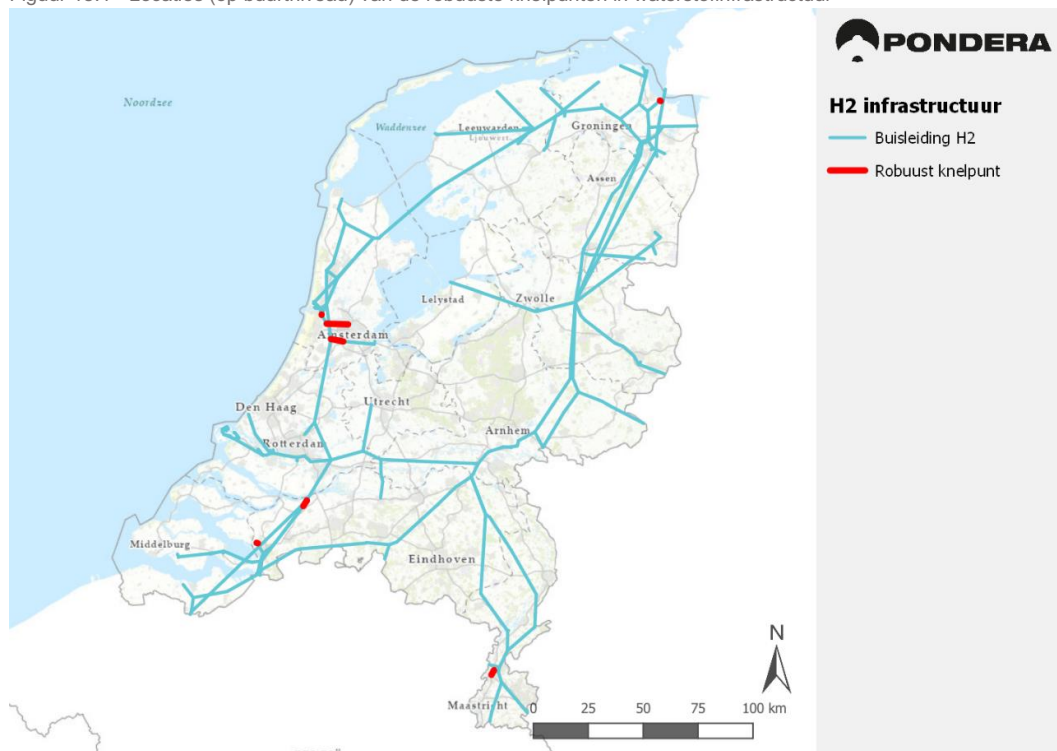 PONDERA
H2 infrastructuur
Buisleiding H2
Robuust knelpunt
Noordzee
Waddenzee
Leeuwarden
Ljouwert
Groningen
Assen
Lelystad
Zwolle
Amsterdam
Den Haag
Utrecht
Arnhem
Rotterdam
Middelburg
Eindhoven
Maastricht
N
0 25 50 75 100 km